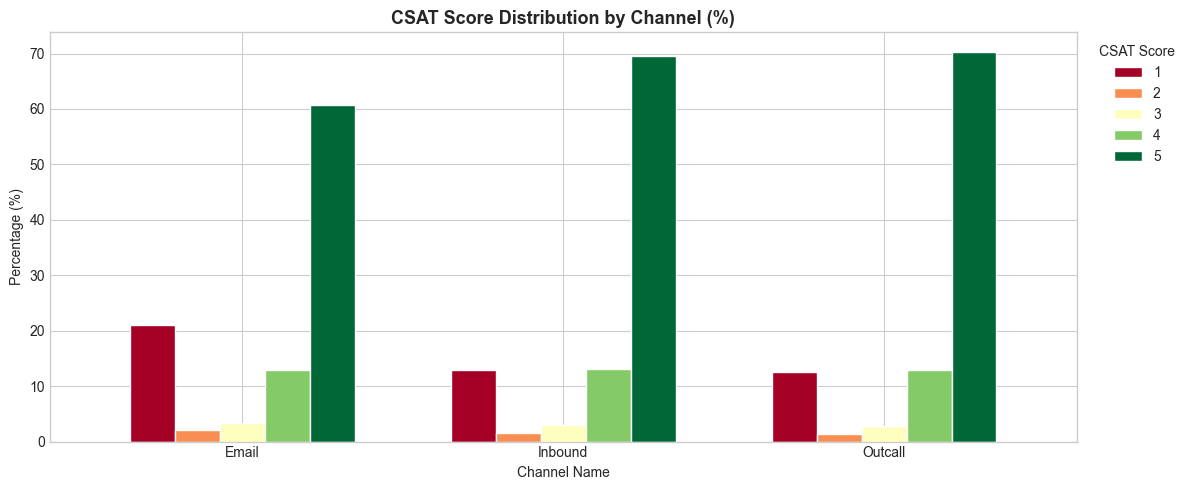 CSAT Score Distribution by Channel (%)
CSAT Score
1
2
3
4
5
Percentage (%)
70
60
50
40
30
20
10
0
Email Inbound Outcall
Channel Name